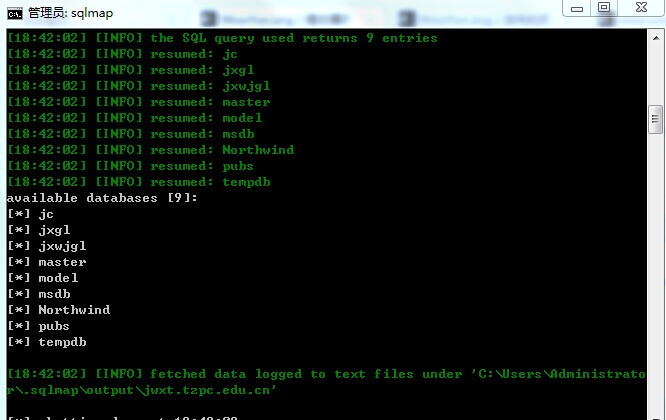 管理员: sqlmap
[18:42:02] [INFO] the SQL query used returns 9 entries
[18:42:02] [INFO] resumed: jc
[18:42:02] [INFO] resumed: jxgl
[18:42:02] [INFO] resumed: jxwjgl
[18:42:02] [INFO] resumed: master
[18:42:02] [INFO] resumed: model
[18:42:02] [INFO] resumed: msdb
[18:42:02] [INFO] resumed: Northwind
[18:42:02] [INFO] resumed: pubs
[18:42:02] [INFO] resumed: tempdb
available databases [9]:
[*] jc
[*] jxgl
[*] jxwjgl
[*] master
[*] model
[*] msdb
[*] Northwind
[*] pubs
[*] tempdb
[18:42:02] [INFO] fetched data logged to text files under 'C:\Users\Administrato
r\.sqlmap\output\jwxt.tzpc.edu.cn'